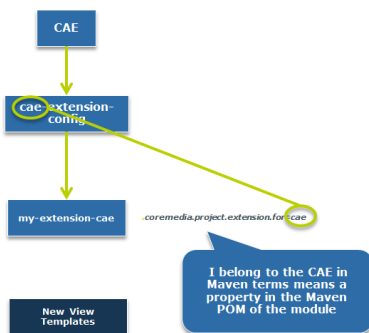 CAE
cae-extension-
config
my-extension-cae
.coremedia.project.extension.for=cae
I belong to the CAE in
Maven terms means a
property in the Maven
POM of the module
New View
Templates